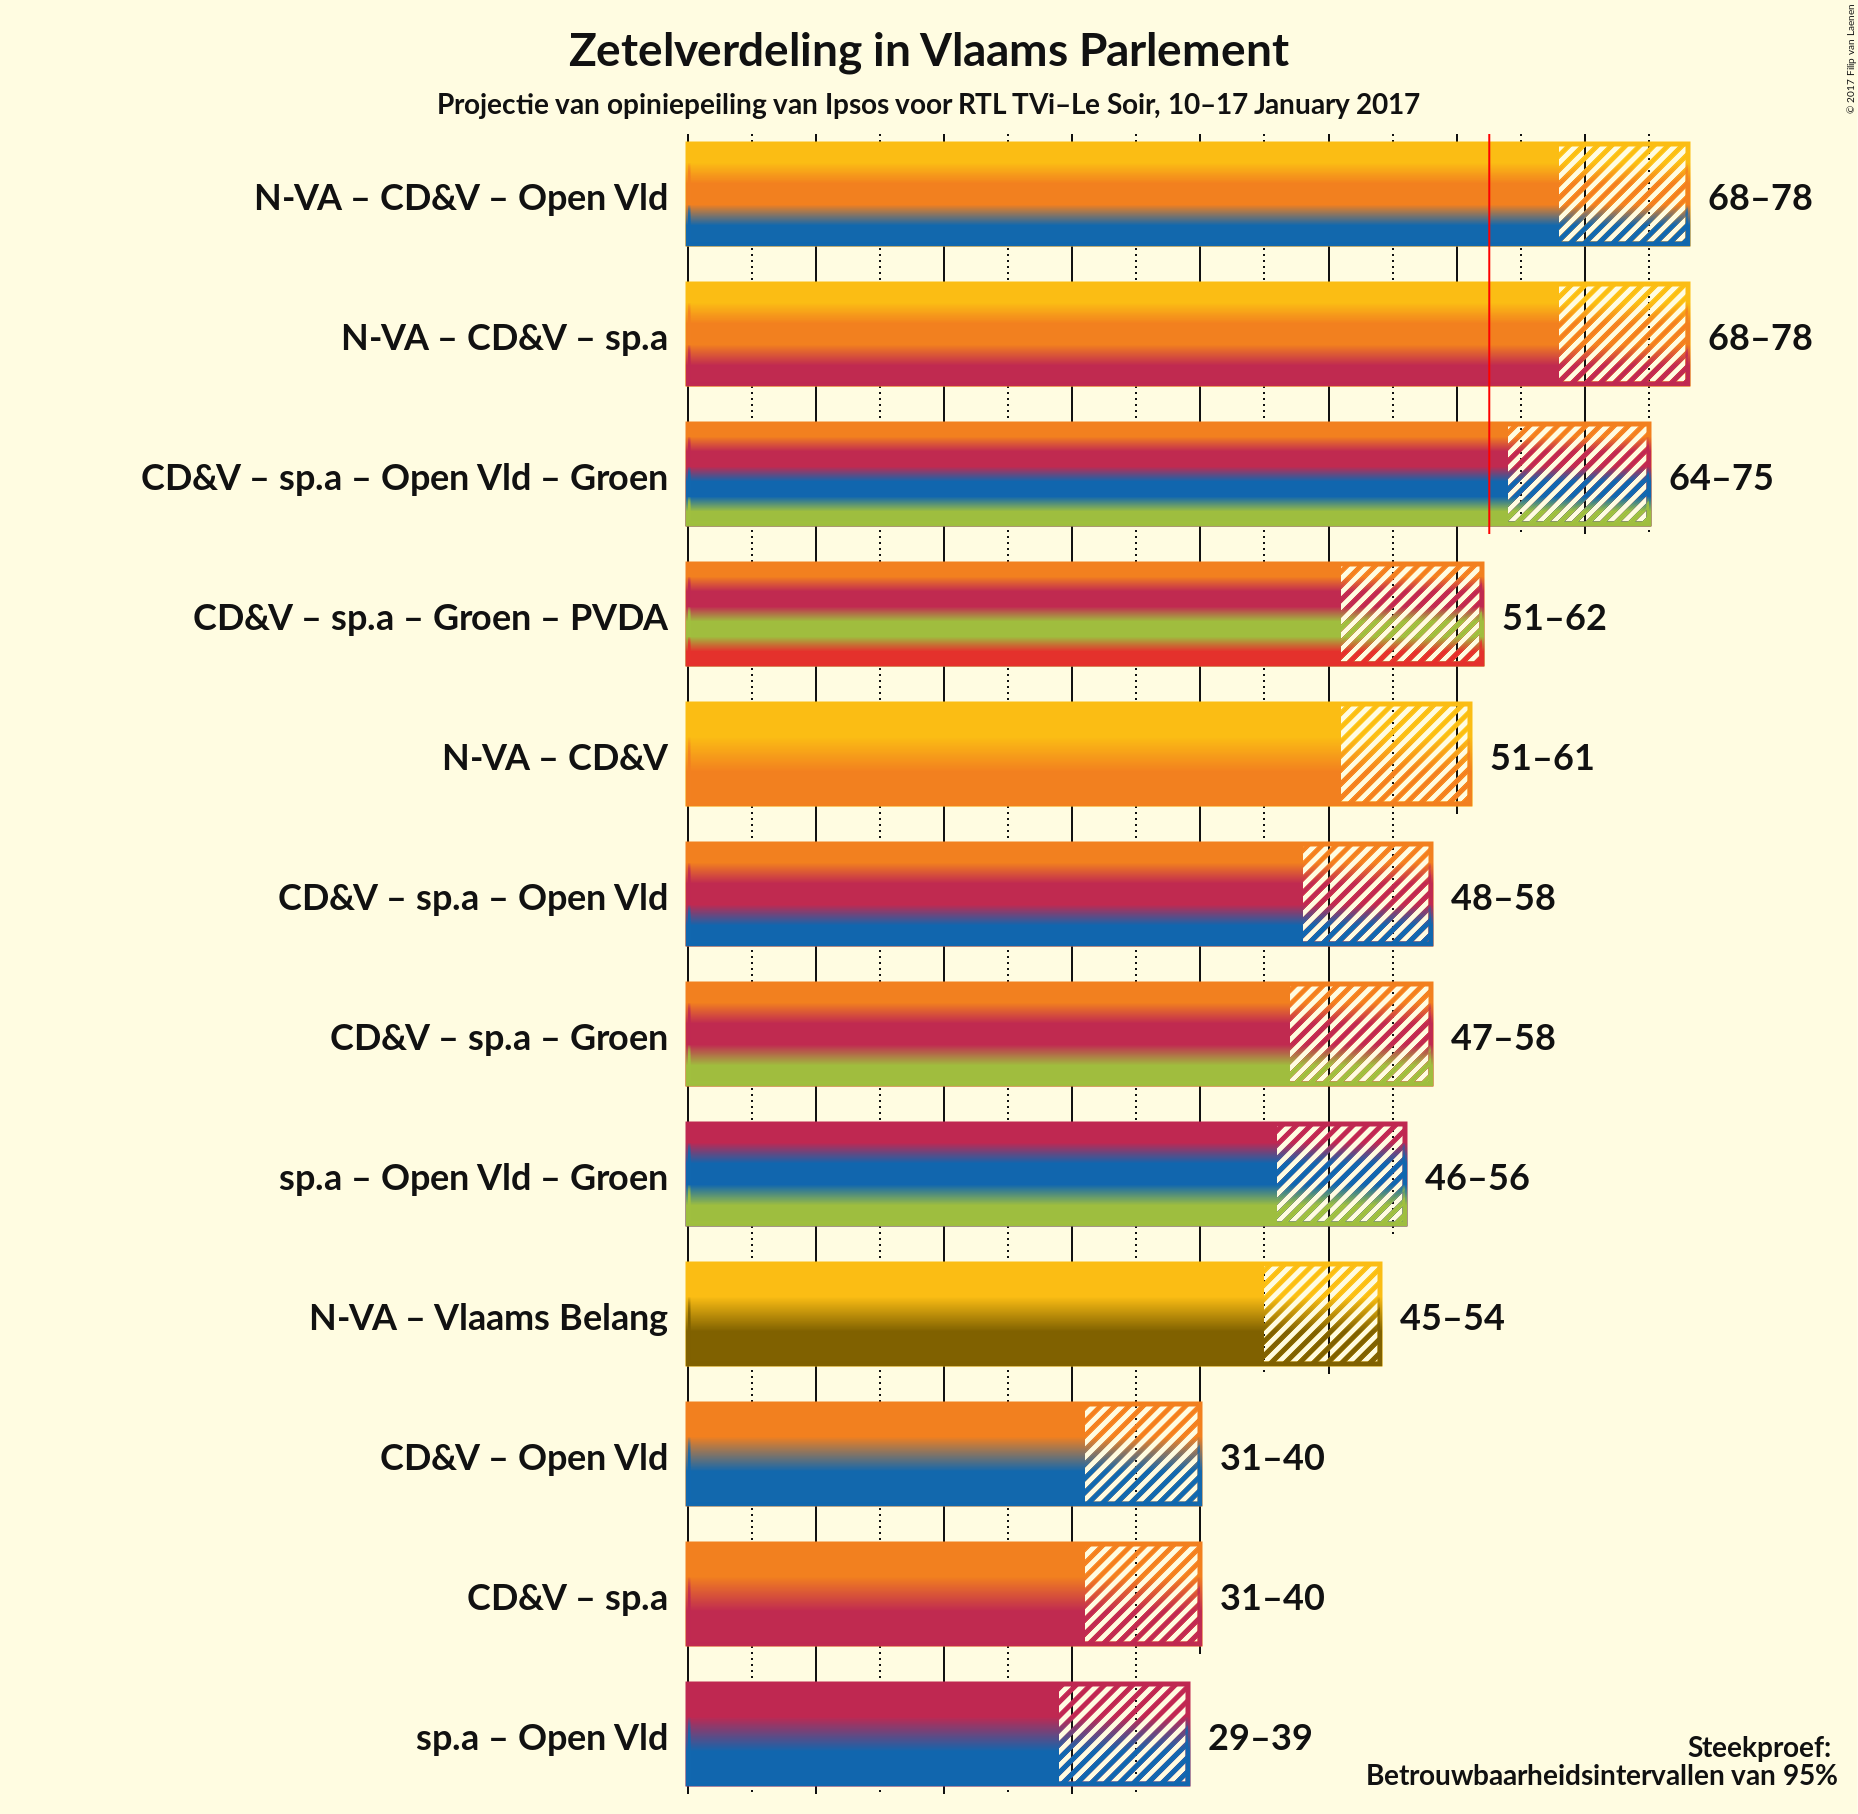 Zetelverdeling in Vlaams Parlement
Projectie van opiniepeiling van Ipsos voor RTL TVi–Le Soir, 10–17 January 2017
© 2017 Filip van Laenen
N-VA – CD&V – Open Vld 68–78
N-VA – CD&V – sp.a 68–78
CD&V – sp.a – Open Vld – Groen 64–75
CD&V – sp.a – Groen – PVDA 51–62
N-VA – CD&V 51–61
CD&V – sp.a – Open Vld 48–58
CD&V – sp.a – Groen 47–58
sp.a – Open Vld – Groen 46–56
N-VA – Vlaams Belang 45–54
CD&V – Open Vld 31–40
CD&V – sp.a 31–40
sp.a – Open Vld 29–39
Steekproef:
Betrouwbaarheidsintervallen van 95%